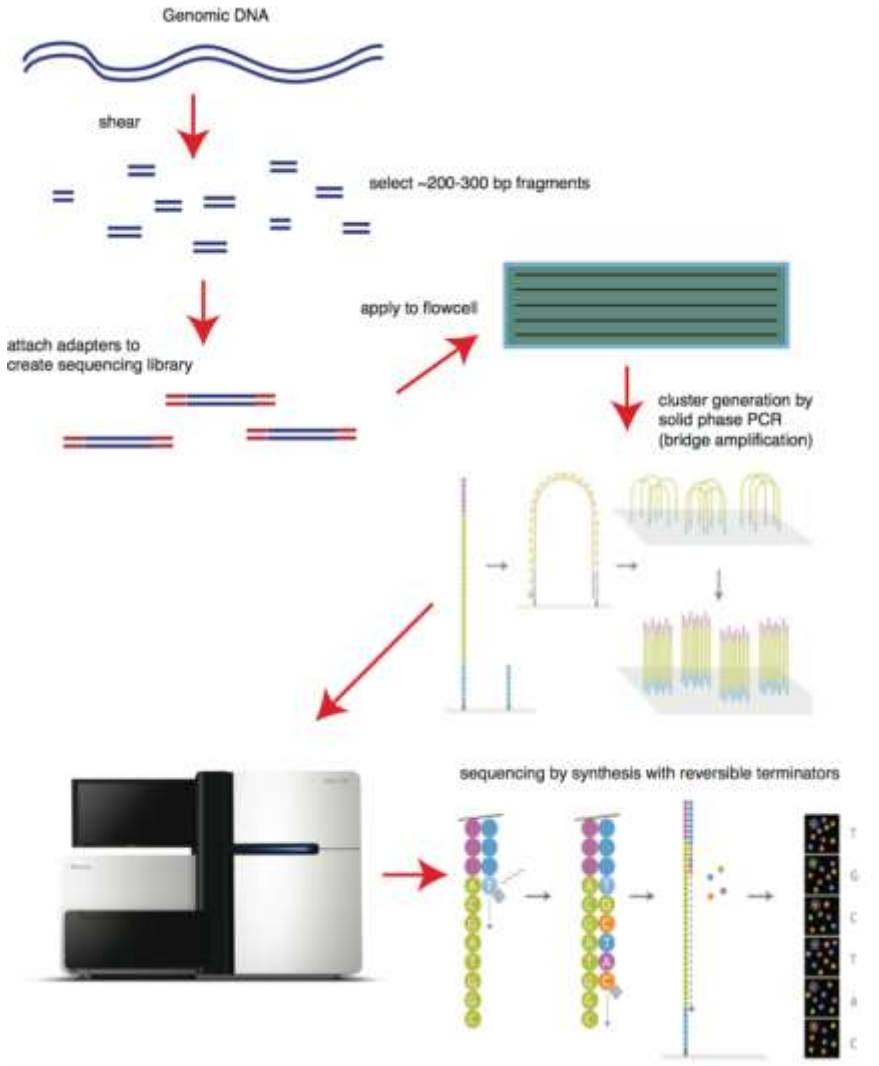 Genomic DNA
shear
select ~200-300 bp fragments
apply to flowcell
attach adapters to
create sequencing library
cluster generation by
solid phase PCR
(bridge amplification)
sequencing by synthesis with reversible terminators
A T
C
G
A
T
G
G
C
A T
C G
G C
A T
T A
G C
C
C
T
G
C
T
A
C